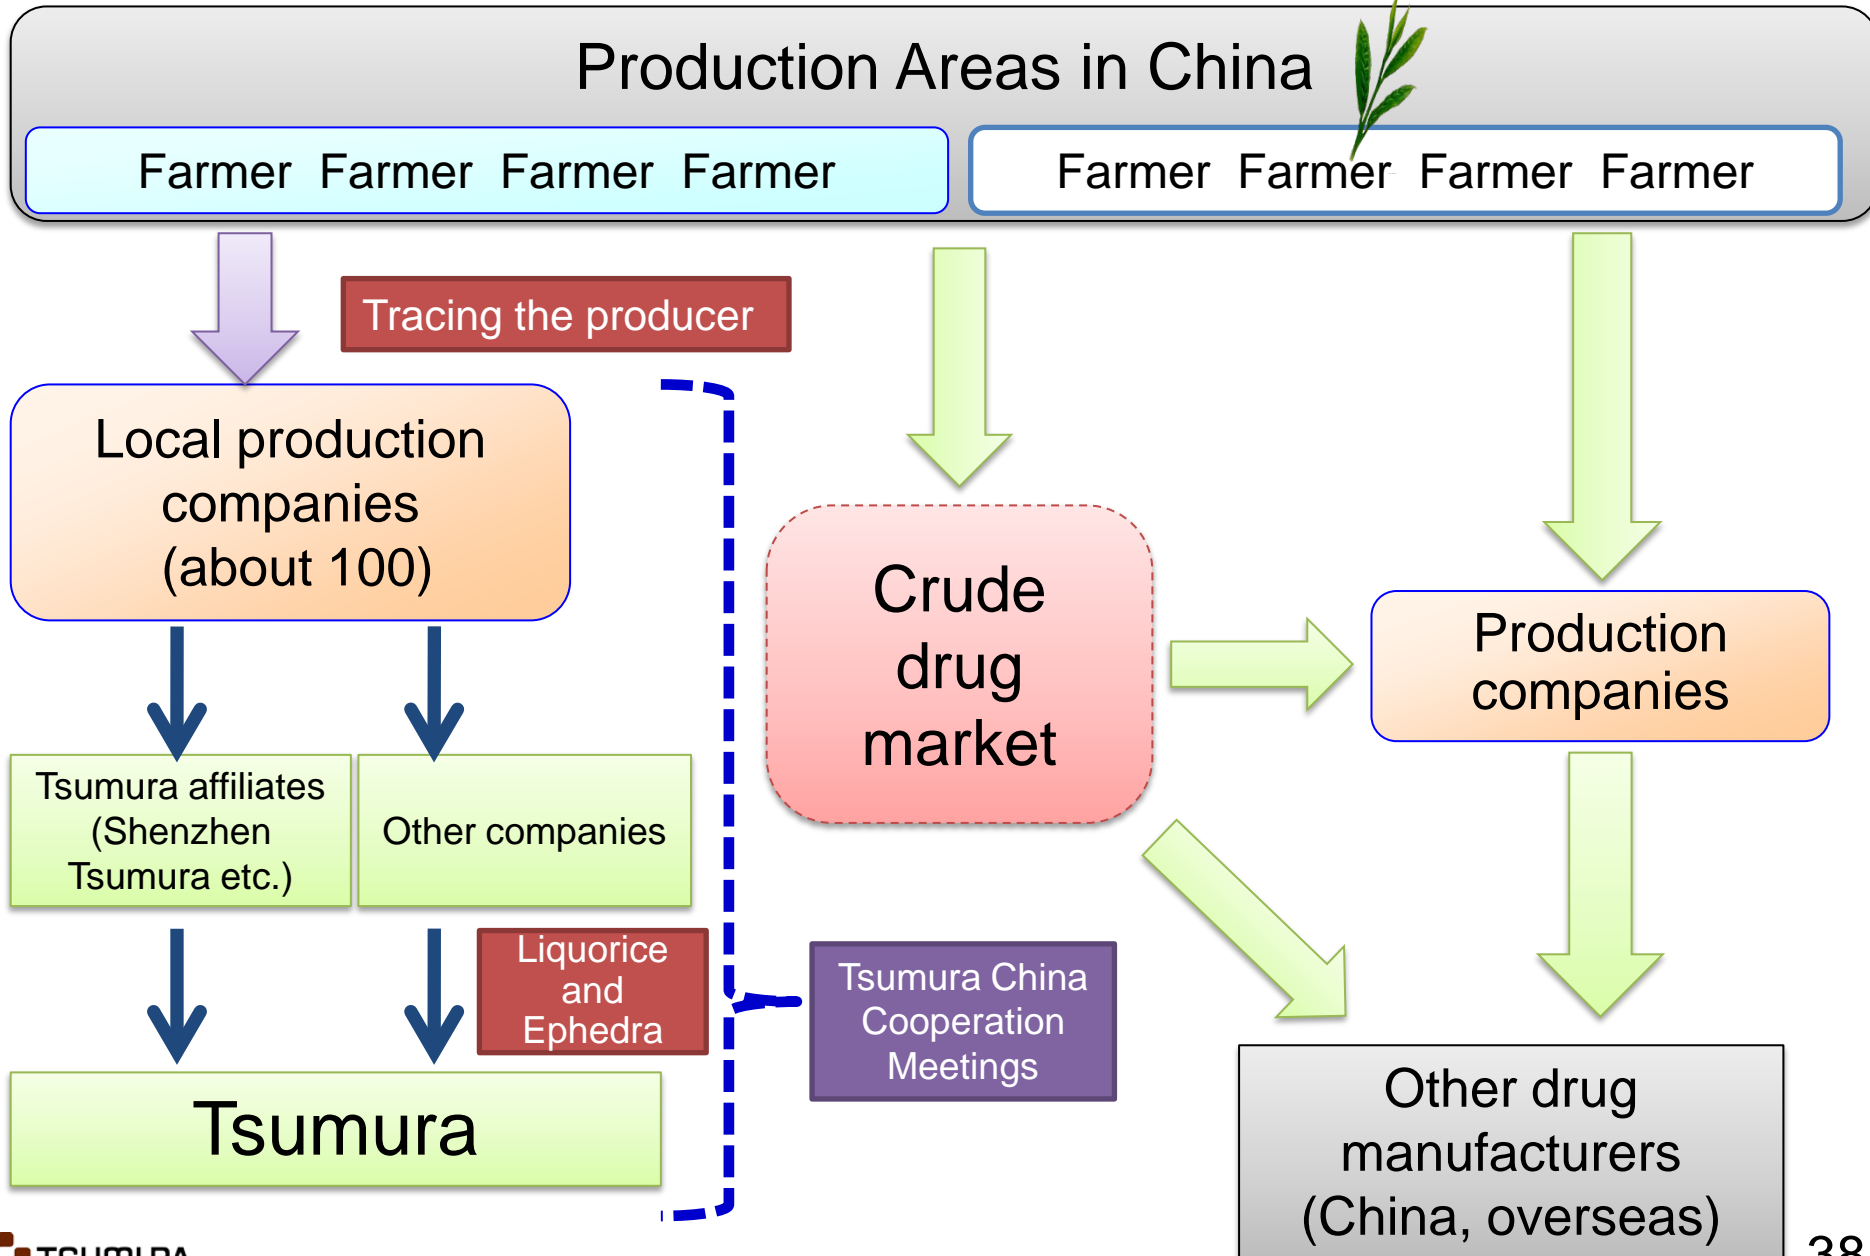 Production Areas in China
Farmer Farmer Farmer Farmer
Farmer Farmer Farmer Farmer
Tracing the producer
Local production
companies
(about 100)
Crude
drug
market
Production
companies
Tsumura affiliates
(Shenzhen
Tsumura etc.)
Other companies
Liquorice
and
Ephedra
Tsumura China
Cooperation
Meetings
Tsumura
Other drug
manufacturers
(China, overseas)
TSUMURA
38